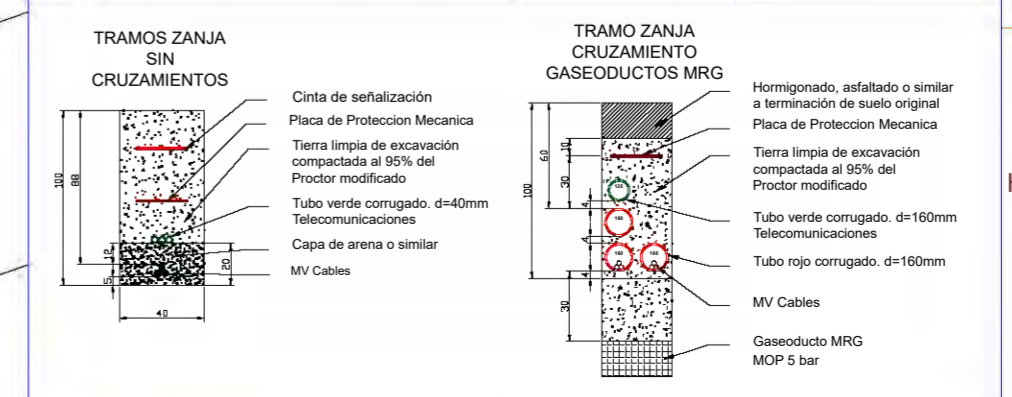 TRAMOS ZANJA
SIN
CRUZAMIENTOS
Cinta de señalización
Placa de Proteccion Mecanica
Tierra limpia de excavación
compactada al 95% del
Proctor modificado
Tubo verde corrugado. d=40mm
Telecomunicaciones
Capa de arena o similar
MV Cables
100
88
12
5
20
40
TRAMO ZANJA
CRUZAMIENTO
GASEODUCTOS MRG
Hormigonado, asfaltado o similar
a terminación de suelo original
Placa de Proteccion Mecanica
Tierra limpia de excavación
compactada al 95% del
Proctor modificado
Tubo verde corrugado. d=160mm
Telecomunicaciones
Tubo rojo corrugado. d=160mm
MV Cables
Gaseoducto MRG
MOP 5 bar
100
60
10
30
4
4
4
30
125
160
160
160